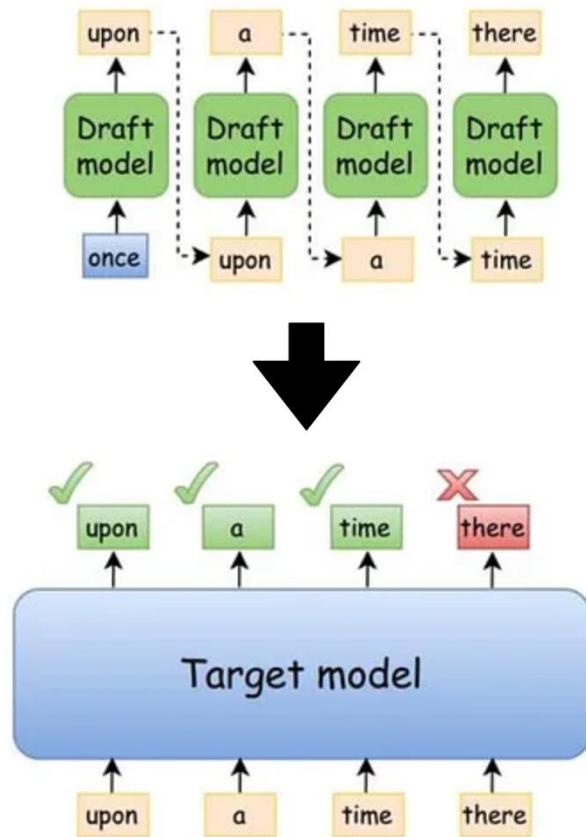 upon a time there
Draft model Draft model Draft model Draft model
once upon a time
upon a time there
Target model
upon a time there